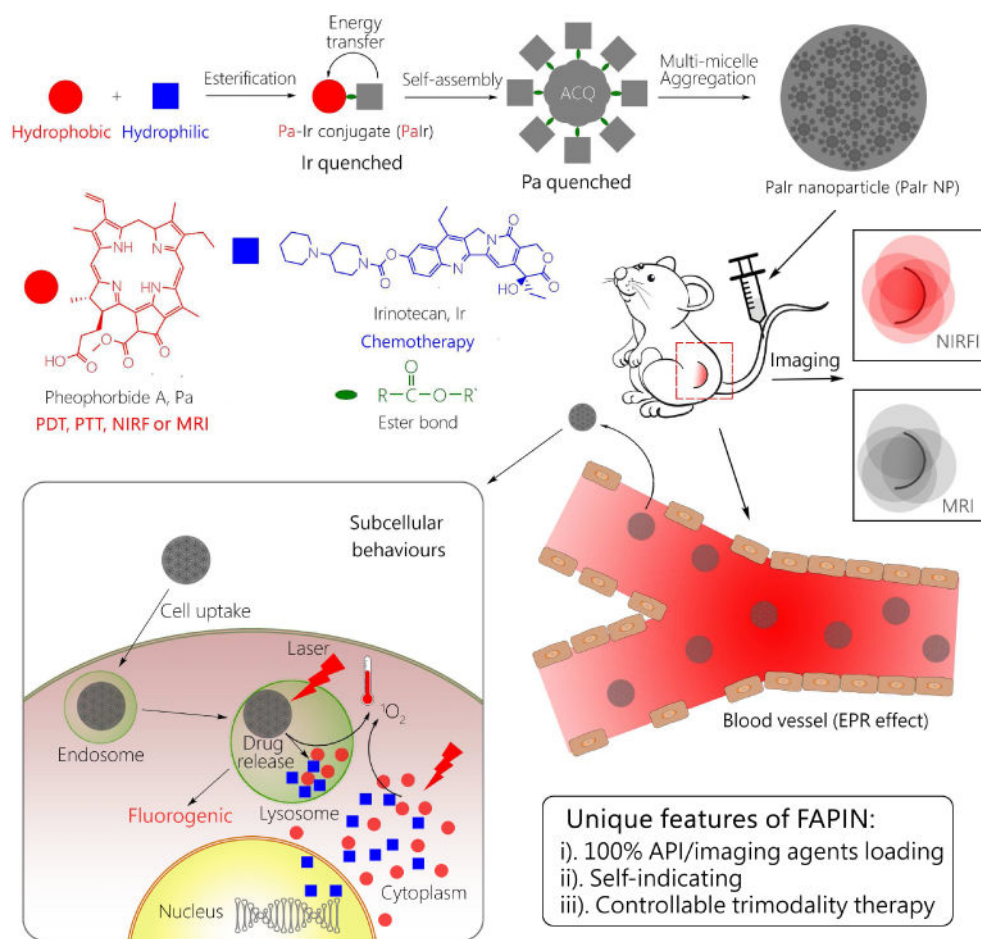 Energy
transfer
Esterification
Self-assembly
Multi-micelle
Aggregation
+
ACQ
Hydrophobic
Hydrophilic
Pa-Ir conjugate (PaIr)
Ir quenched
Pa quenched
PaIr nanoparticle (PaIr NP)
NH
N
N
HN
HO
O
O
O
O
Pheophorbide A, Pa
PDT, PTT, NIRF or MRI
N
N
O
O
N
N
O
O
O
HO
Irinotecan, Ir
Chemotherapy
O
R—C—O—R`
Ester bond
Imaging
NIRFI
MRI
Subcellular
behaviours
Cell uptake
Laser
Endosome
Drug
release
¹O₂
Fluorogenic
Lysosome
Cytoplasm
Nucleus
Blood vessel (EPR effect)
Unique features of FAPIN:
i). 100% API/imaging agents loading
ii). Self-indicating
iii). Controllable trimodality therapy